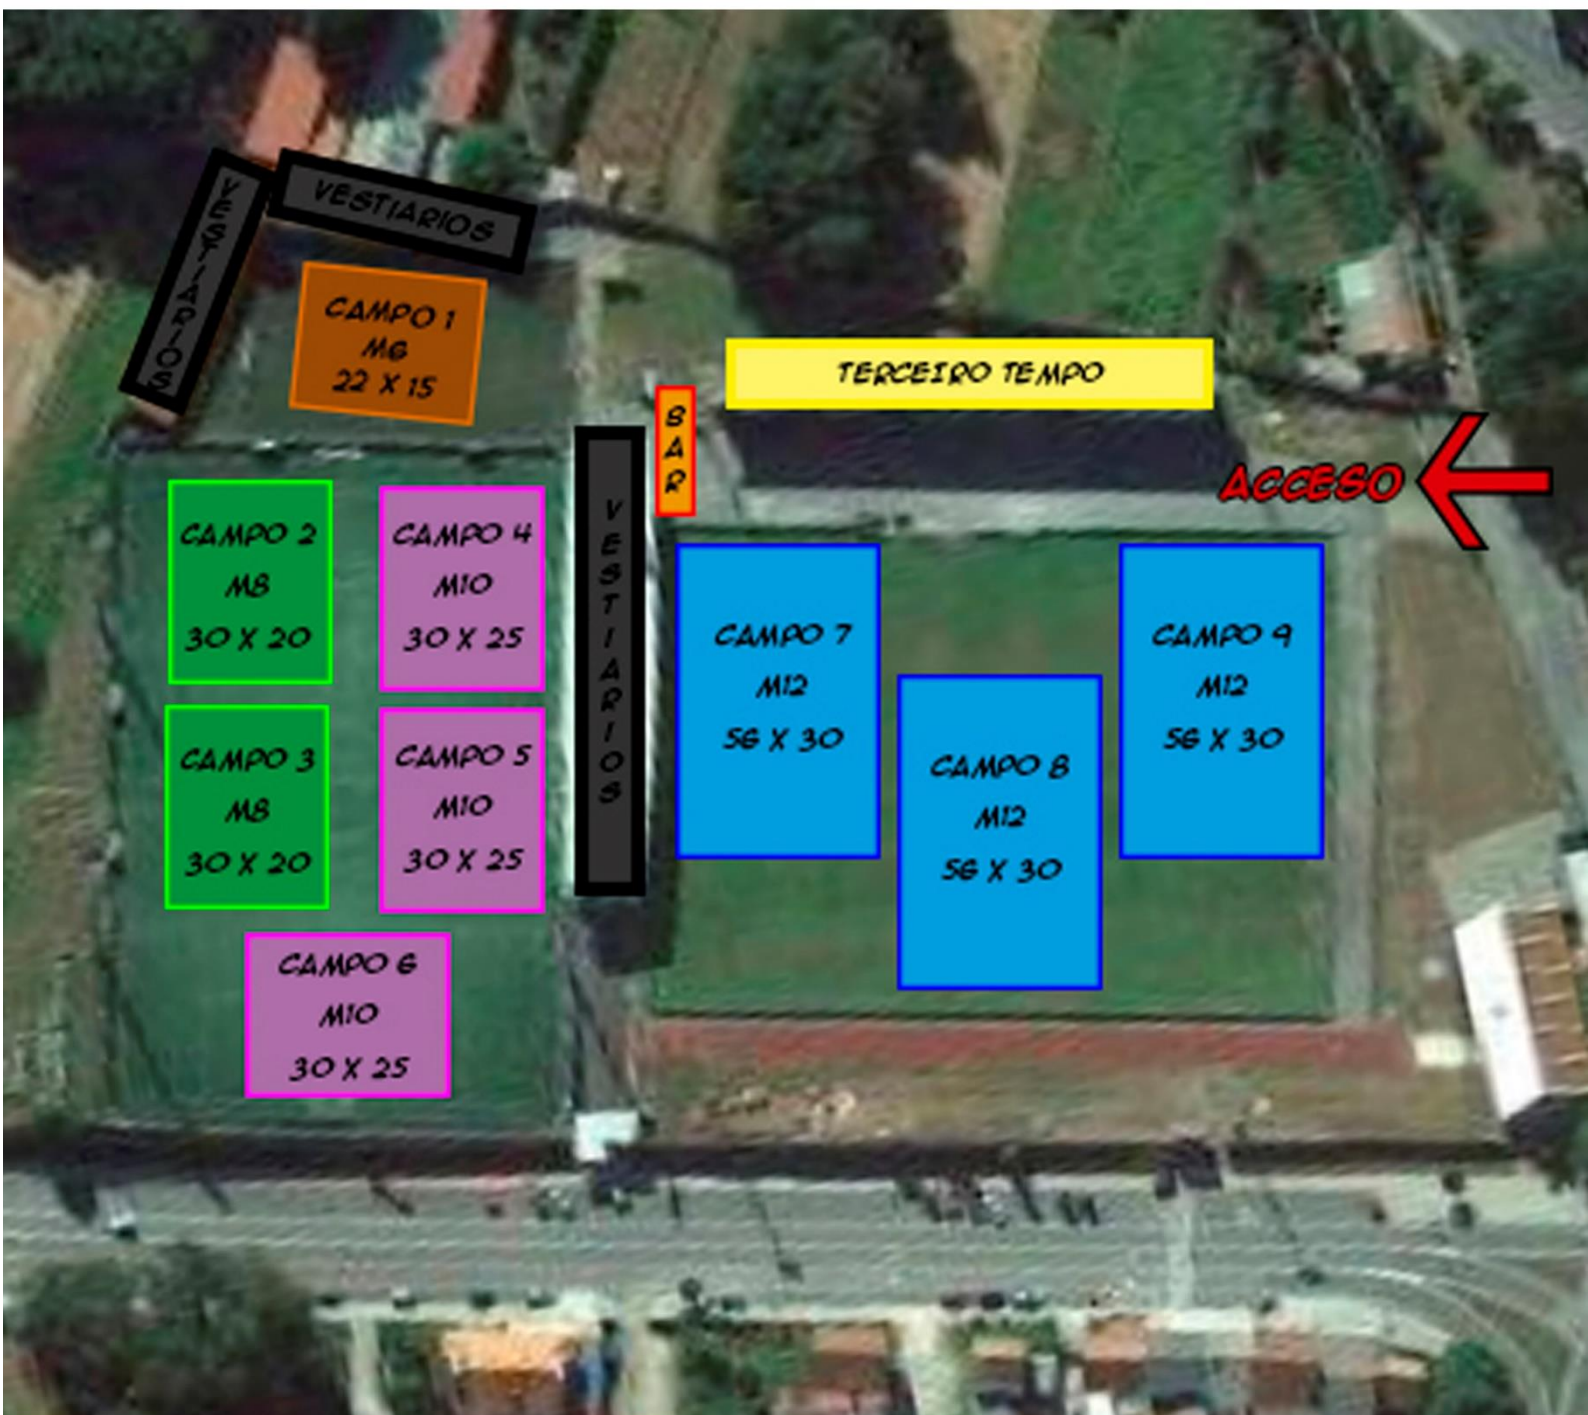 VESTIARIOS
VESTIARIOS
CAMPO 1
M6
22 X 15
TERCEIRO TEMPO
BAR
ACCESO
CAMPO 2
M8
30 X 20
CAMPO 4
M10
30 X 25
VESTIARIOS
CAMPO 7
M12
56 X 30
CAMPO 9
M12
56 X 30
CAMPO 3
M8
30 X 20
CAMPO 5
M10
30 X 25
CAMPO 8
M12
56 X 30
CAMPO 6
M10
30 X 25